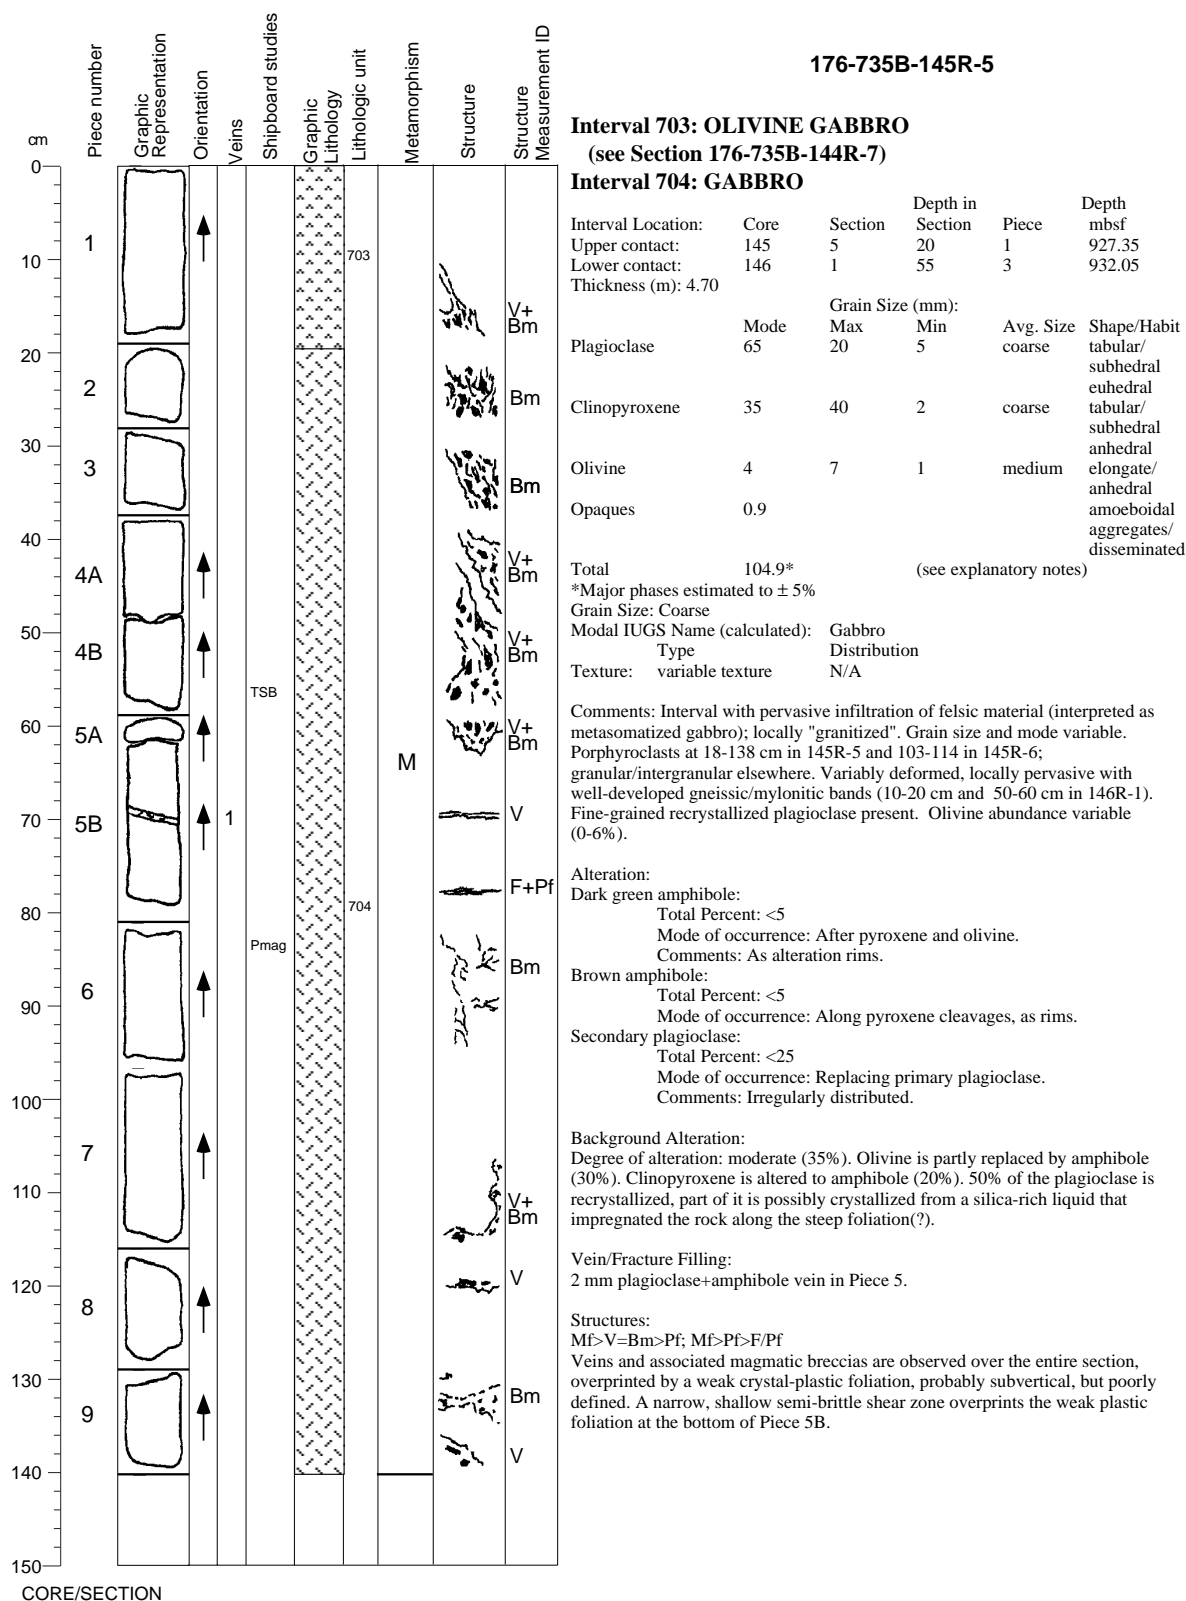 cm
Piece number
Graphic
Representation
Orientation
Veins
Shipboard studies
Graphic
Lithology
Lithologic unit
Metamorphism
Structure
Structure
Measurement ID
0
10
20
30
40
50
60
70
80
90
100
110
120
130
140
150
1
2
3
4A
4B
5A
5B
6
7
8
9
1
TSB
Pmag
703
704
M
V+
Bm
Bm
Bm
V+
Bm
V+
Bm
V+
Bm
V
F+Pf
Bm
V+
Bm
V
Bm
V
CORE/SECTION
176-735B-145R-5
Interval 703: OLIVINE GABBRO
(see Section 176-735B-144R-7)
Interval 704: GABBRO
Depth in Depth
Interval Location: Core Section Section Piece mbsf
Upper contact: 145 5 20 1 927.35
Lower contact: 146 1 55 3 932.05
Thickness (m): 4.70
Grain Size (mm):
Mode Max Min Avg. Size Shape/Habit
Plagioclase 65 20 5 coarse tabular/
subhedral
euhedral
Clinopyroxene 35 40 2 coarse tabular/
subhedral
anhedral
Olivine 4 7 1 medium elongate/
anhedral
Opaques 0.9 amoeboidal
aggregates/
disseminated
Total 104.9* (see explanatory notes)
*Major phases estimated to ± 5%
Grain Size: Coarse
Modal IUGS Name (calculated): Gabbro
Type Distribution
Texture: variable texture N/A
Comments: Interval with pervasive infiltration of felsic material (interpreted as
metasomatized gabbro); locally "granitized". Grain size and mode variable.
Porphyroclasts at 18-138 cm in 145R-5 and 103-114 in 145R-6;
granular/intergranular elsewhere. Variably deformed, locally pervasive with
well-developed gneissic/mylonitic bands (10-20 cm and 50-60 cm in 146R-1).
Fine-grained recrystallized plagioclase present. Olivine abundance variable
(0-6%).
Alteration:
Dark green amphibole:
Total Percent: <5
Mode of occurrence: After pyroxene and olivine.
Comments: As alteration rims.
Brown amphibole:
Total Percent: <5
Mode of occurrence: Along pyroxene cleavages, as rims.
Secondary plagioclase:
Total Percent: <25
Mode of occurrence: Replacing primary plagioclase.
Comments: Irregularly distributed.
Background Alteration:
Degree of alteration: moderate (35%). Olivine is partly replaced by amphibole
(30%). Clinopyroxene is altered to amphibole (20%). 50% of the plagioclase is
recrystallized, part of it is possibly crystallized from a silica-rich liquid that
impregnated the rock along the steep foliation(?).
Vein/Fracture Filling:
2 mm plagioclase+amphibole vein in Piece 5.
Structures:
Mf>V=Bm>Pf; Mf>Pf>F/Pf
Veins and associated magmatic breccias are observed over the entire section,
overprinted by a weak crystal-plastic foliation, probably subvertical, but poorly
defined. A narrow, shallow semi-brittle shear zone overprints the weak plastic
foliation at the bottom of Piece 5B.